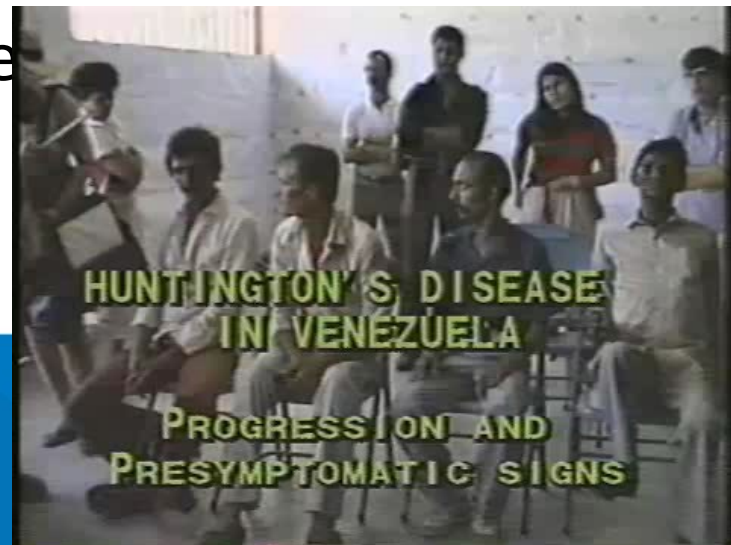 e
HUNTINGTON'S DISEASE
IN VENEZUELA
PROGRESSION AND
PRESYMPTOMATIC SIGNS